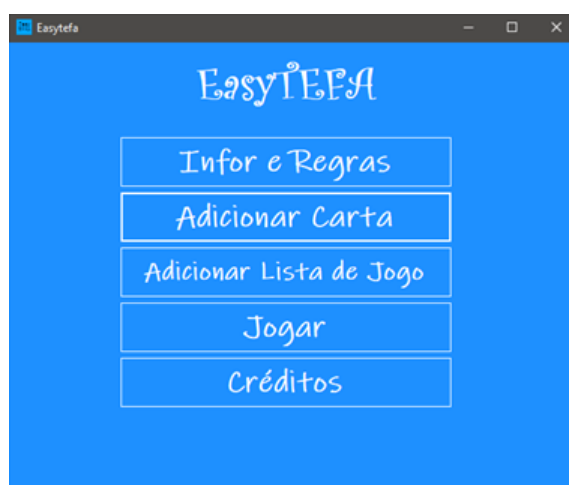 Easytefa
EasyTEFA
Infor e Regras
Adicionar Carta
Adicionar Lista de Jogo
Jogar
Créditos